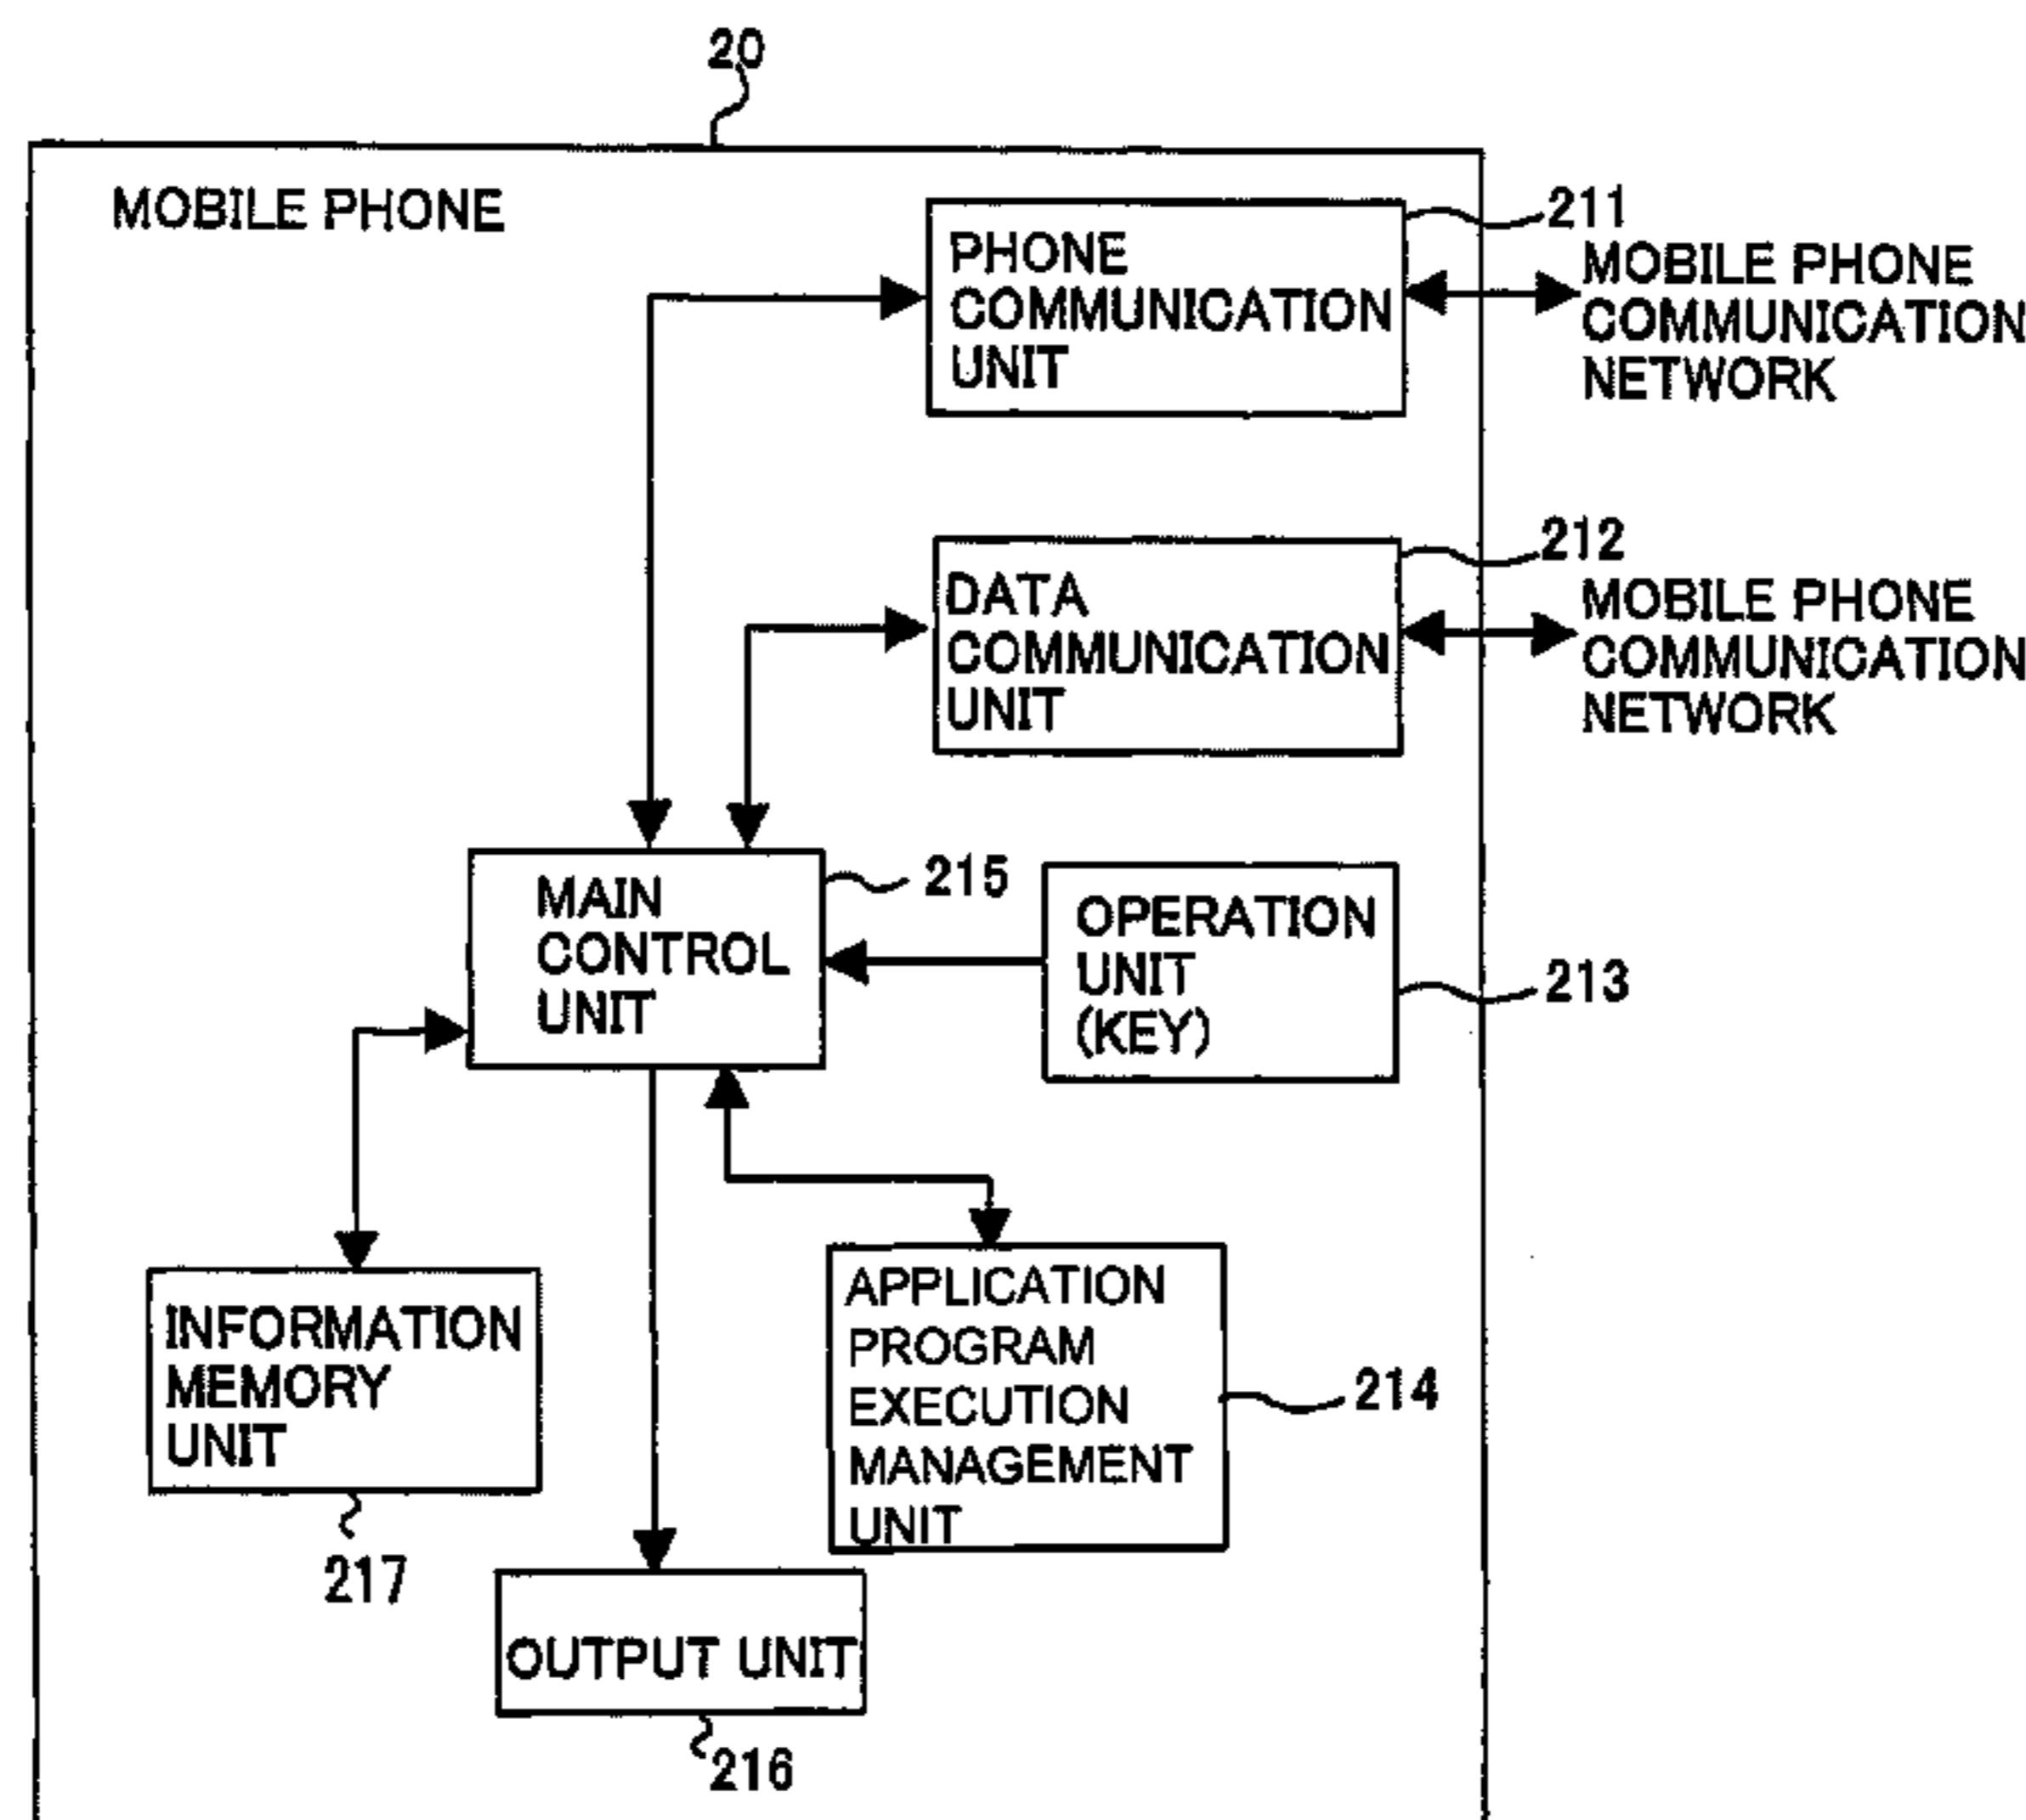 20
MOBILE PHONE
PHONE
COMMUNICATION
UNIT
211
MOBILE PHONE
COMMUNICATION
NETWORK
DATA
COMMUNICATION
UNIT
212
MOBILE PHONE
COMMUNICATION
NETWORK
MAIN
CONTROL
UNIT
215
OPERATION
UNIT
(KEY)
213
INFORMATION
MEMORY
UNIT
217
APPLICATION
PROGRAM
EXECUTION
MANAGEMENT
UNIT
214
OUTPUT UNIT
216